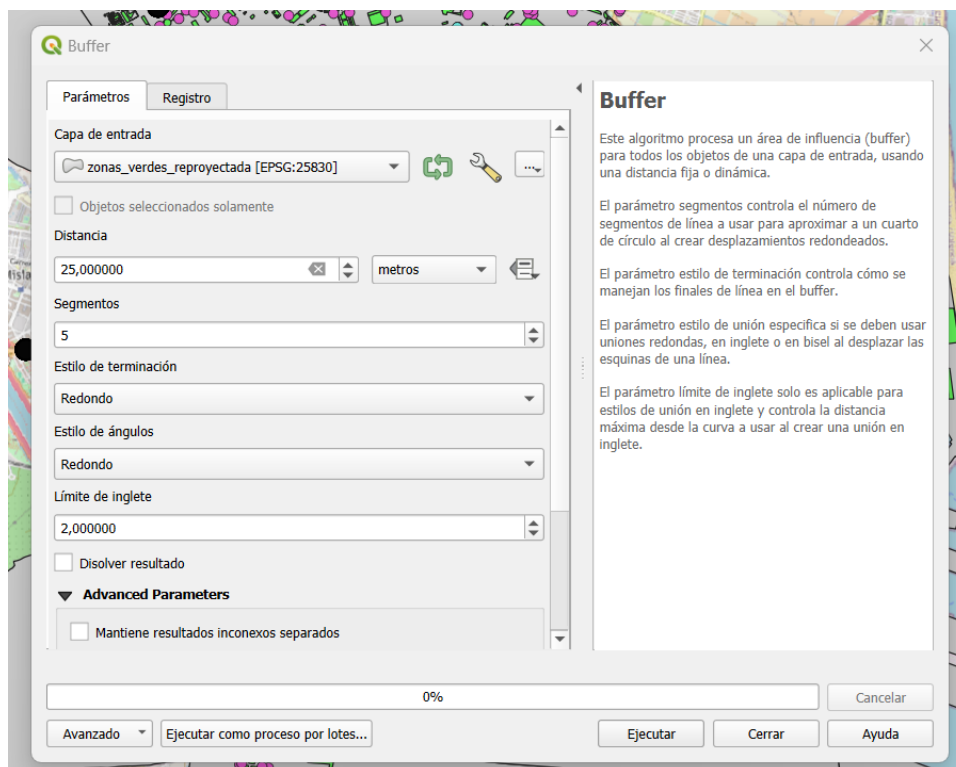 Buffer
Parámetros
Registro
Capa de entrada
zonas_verdes_reproyectada [EPSG:25830]
...
Objetos seleccionados solamente
Distancia
25,000000
metros
Segmentos
5
Estilo de terminación
Redondo
Estilo de ángulos
Redondo
Límite de inglete
2,000000
Disolver resultado
Advanced Parameters
Mantiene resultados inconexos separados
Buffer
Este algoritmo procesa un área de influencia (buffer)
para todos los objetos de una capa de entrada, usando
una distancia fija o dinámica.
El parámetro segmentos controla el número de
segmentos de línea a usar para aproximar a un cuarto
de círculo al crear desplazamientos redondeados.
El parámetro estilo de terminación controla cómo se
manejan los finales de línea en el buffer.
El parámetro estilo de unión especifica si se deben usar
uniones redondas, en inglete o en bisel al desplazar las
esquinas de una línea.
El parámetro límite de inglete solo es aplicable para
estilos de unión en inglete y controla la distancia
máxima desde la curva a usar al crear una unión en
inglete.
0%
Cancelar
Avanzado
Ejecutar como proceso por lotes...
Ejecutar
Cerrar
Ayuda